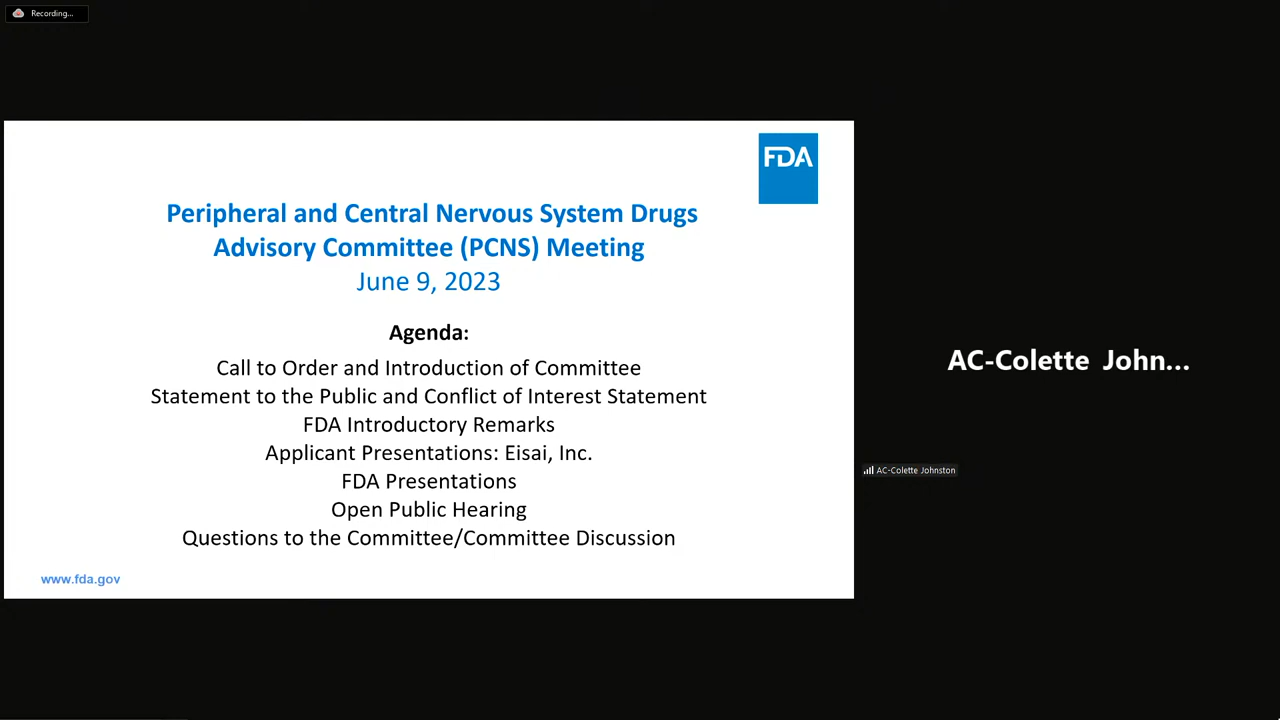 Recording...
FDA
Peripheral and Central Nervous System Drugs
Advisory Committee (PCNS) Meeting
June 9, 2023
Agenda:
Call to Order and Introduction of Committee
Statement to the Public and Conflict of Interest Statement
FDA Introductory Remarks
Applicant Presentations: Eisai, Inc.
FDA Presentations
Open Public Hearing
Questions to the Committee/Committee Discussion
www.fda.gov
AC-Colette John...
AC-Colette Johnston